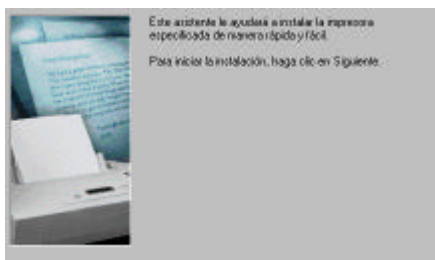 Este asistente le ayudará a instalar la impresora
especificada de manera rápida y fácil.
Para iniciar la instalación, haga clic en Siguiente.